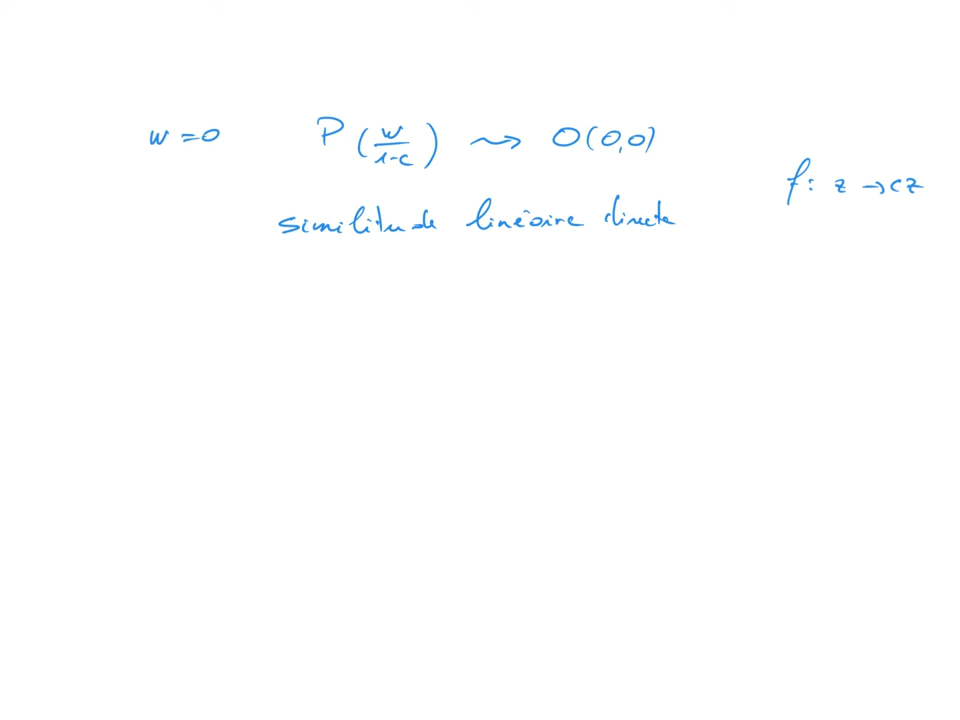 w = 0 P (w/1-c) ⇝ O(0,0)
f: z → cz
similitude linéaire directe